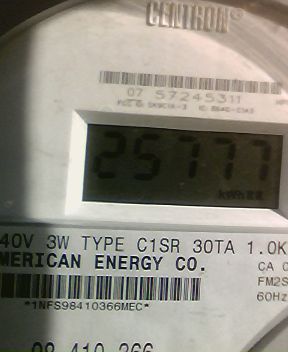 CENTRON®
07 57245311
25777
kWh
40V 3W TYPE C1SR 30TA 1.0K
MERICAN ENERGY CO.
CA 0
FM2S
60Hz
*1NFS98410366MEC*
98 410 366